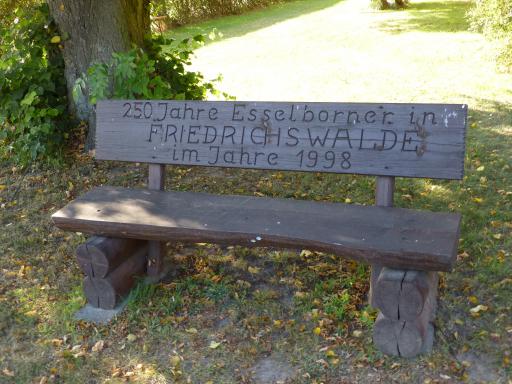 250 Jahre Esselborner in
FRIEDRICHSWALDE
im Jahre 1998